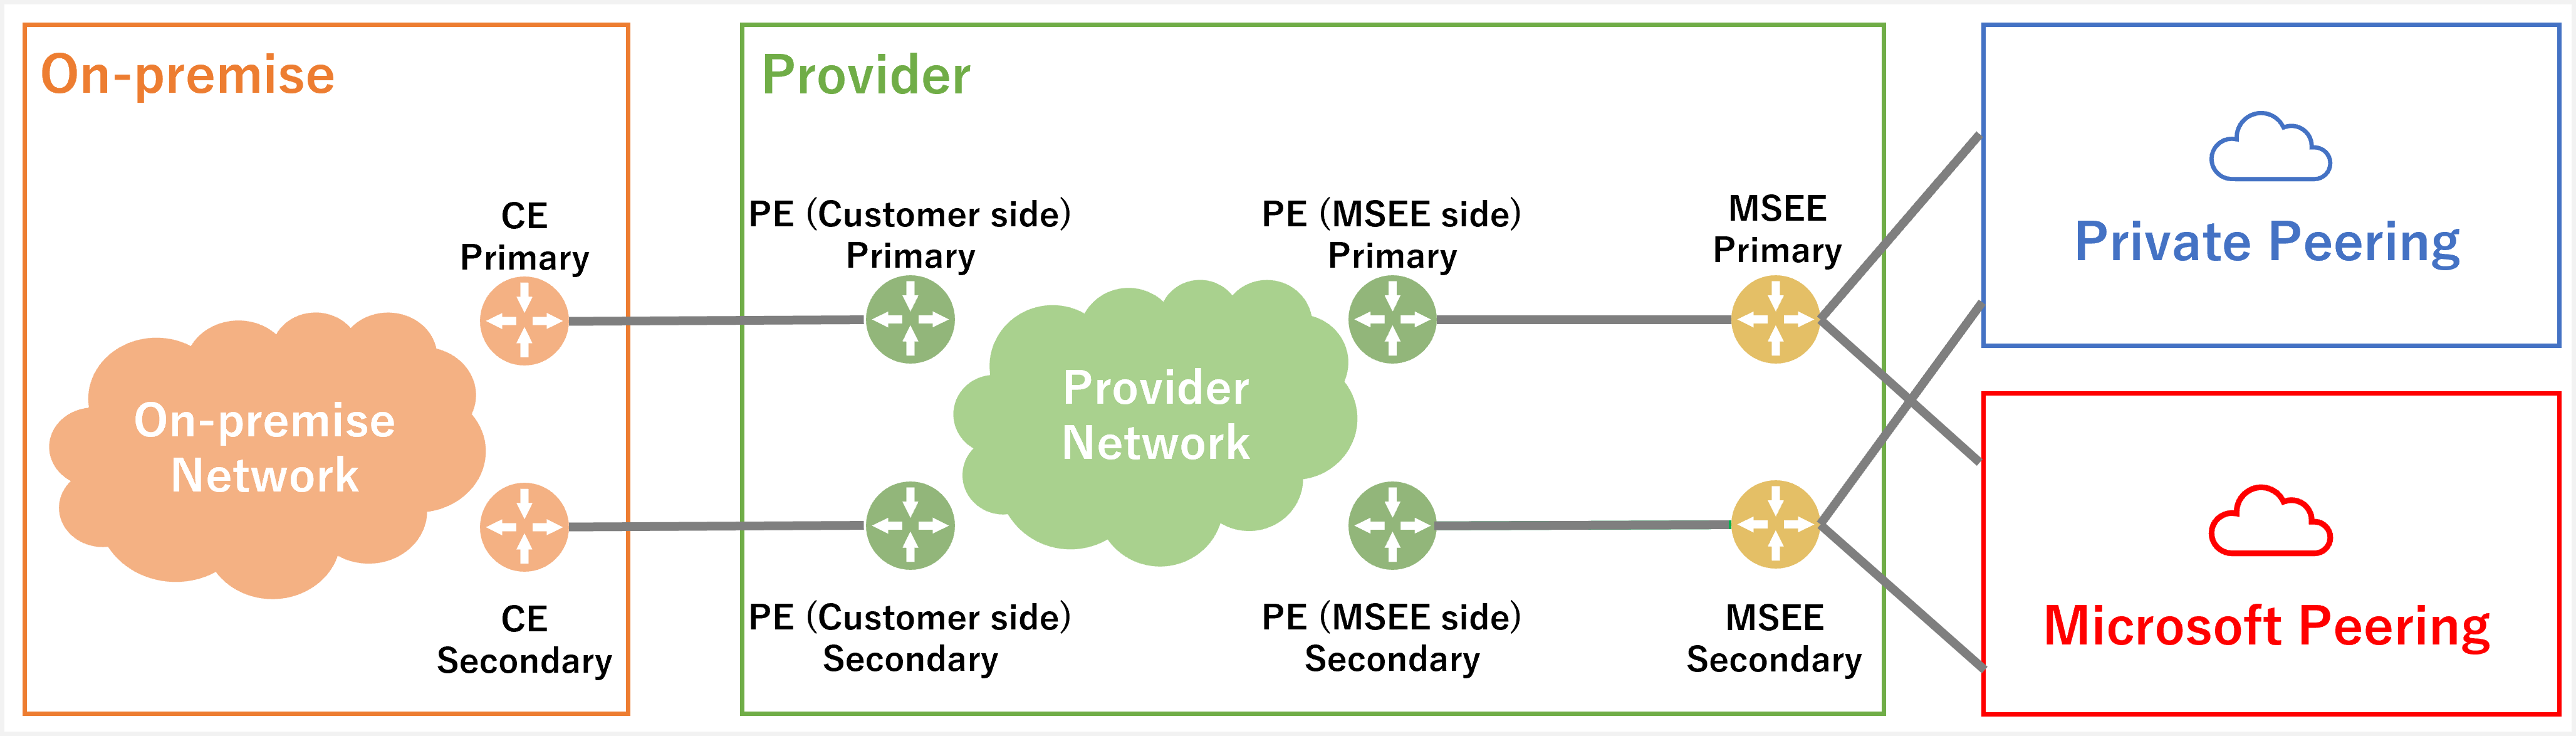 On-premise
CE
Primary
On-premise
Network
CE
Secondary
Provider
PE (Customer side)
Primary
PE (MSEE side)
Primary
MSEE
Primary
Provider
Network
PE (Customer side)
Secondary
PE (MSEE side)
Secondary
MSEE
Secondary
Private Peering
Microsoft Peering